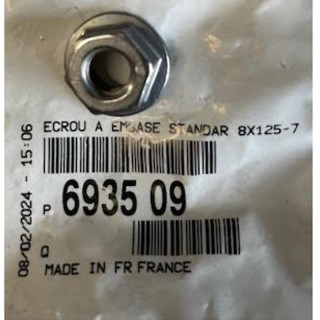 ECROU A EMBASE STANDAR 8X125-7
P 6935 09
Q
MADE IN FR FRANCE
08/02/2024 - 15:06